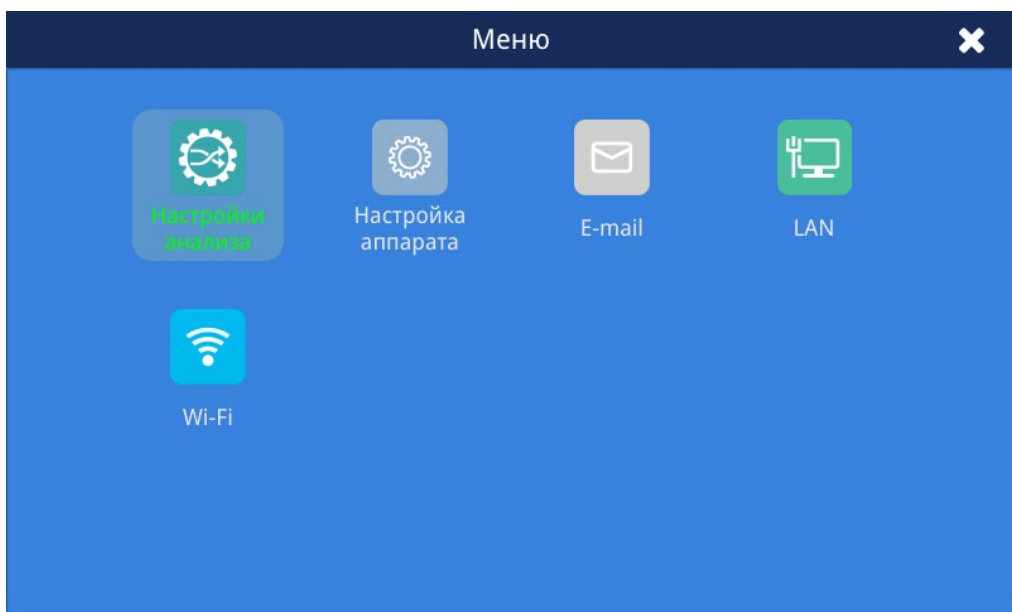 Меню
Настройки
анализа
Настройка
аппарата
E-mail
LAN
Wi-Fi